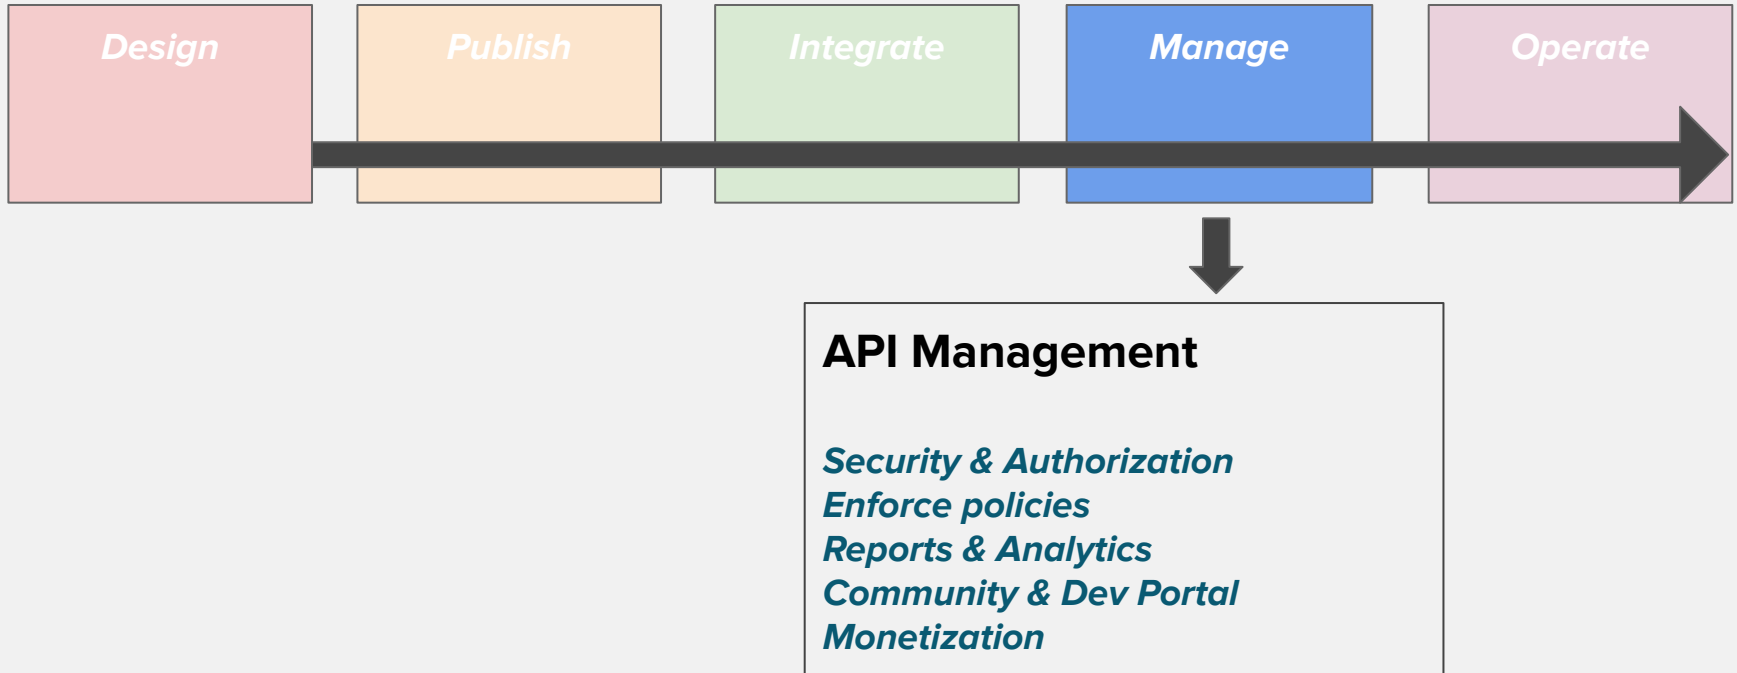 Design
Publish
Integrate
Manage
Operate
API Management
Security & Authorization
Enforce policies
Reports & Analytics
Community & Dev Portal
Monetization